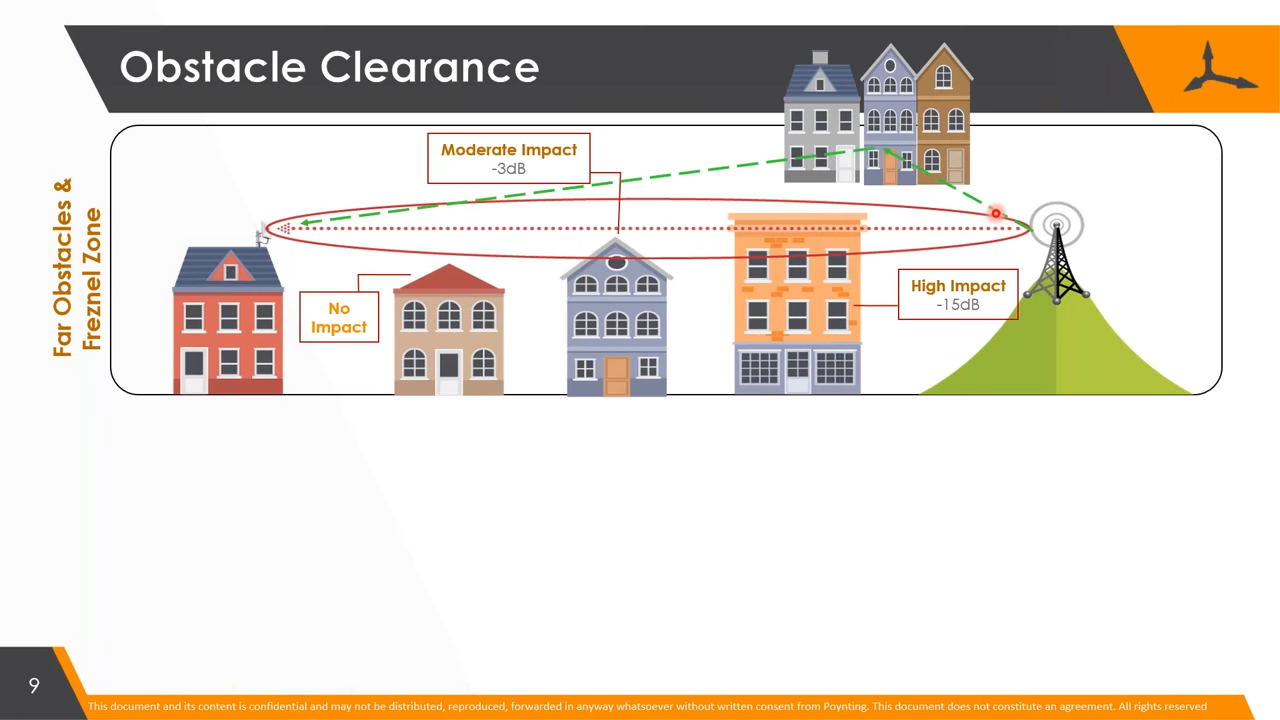 Obstacle Clearance
Far Obstacles &
Freznel Zone
Moderate Impact
-3dB
No
Impact
High Impact
-15dB
9
This document and its content is confidential and may not be distributed, reproduced, forwarded in anyway whatsoever without written consent from Poynting. This document does not constitute an agreement. All rights reserved